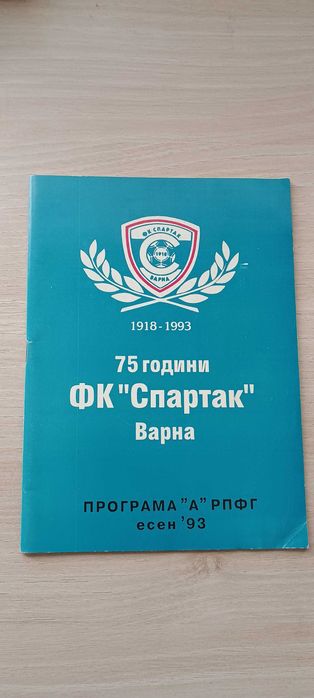 ФК СПАРТАК
1918
ВАРНА
1918-1993
75 години
ФК "Спартак"
Варна
ПРОГРАМА "А" РПФГ
есен '93